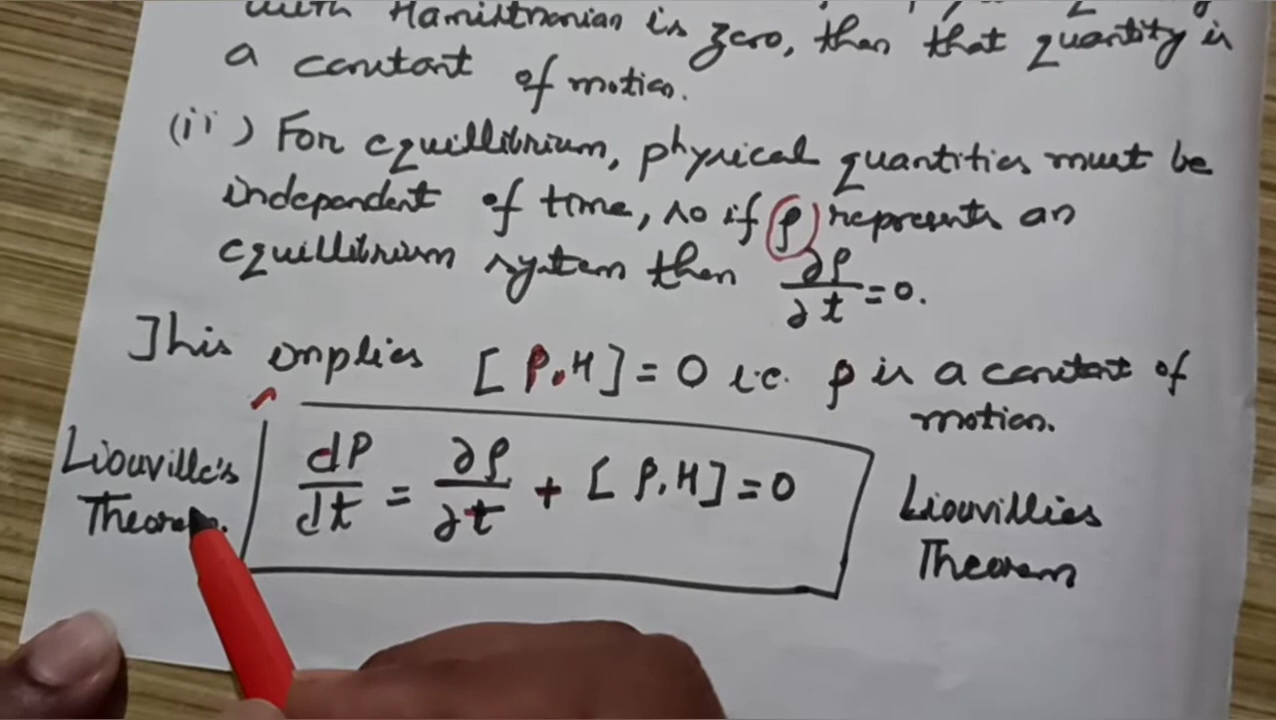 with Hamiltonian is zero, then that quantity is
a constant of motion.
(ii) For equillibrium, physical quantities must be
independent of time, so if ρ represents an
equillibrium system then ∂ρ/∂t = 0.
This implies [ρ, H] = 0 i.e. ρ is a constant of
motion.
Liouville's
Theorem.
dρ/dt = ∂ρ/∂t + [ρ, H] = 0
Liouvillies
Theorem